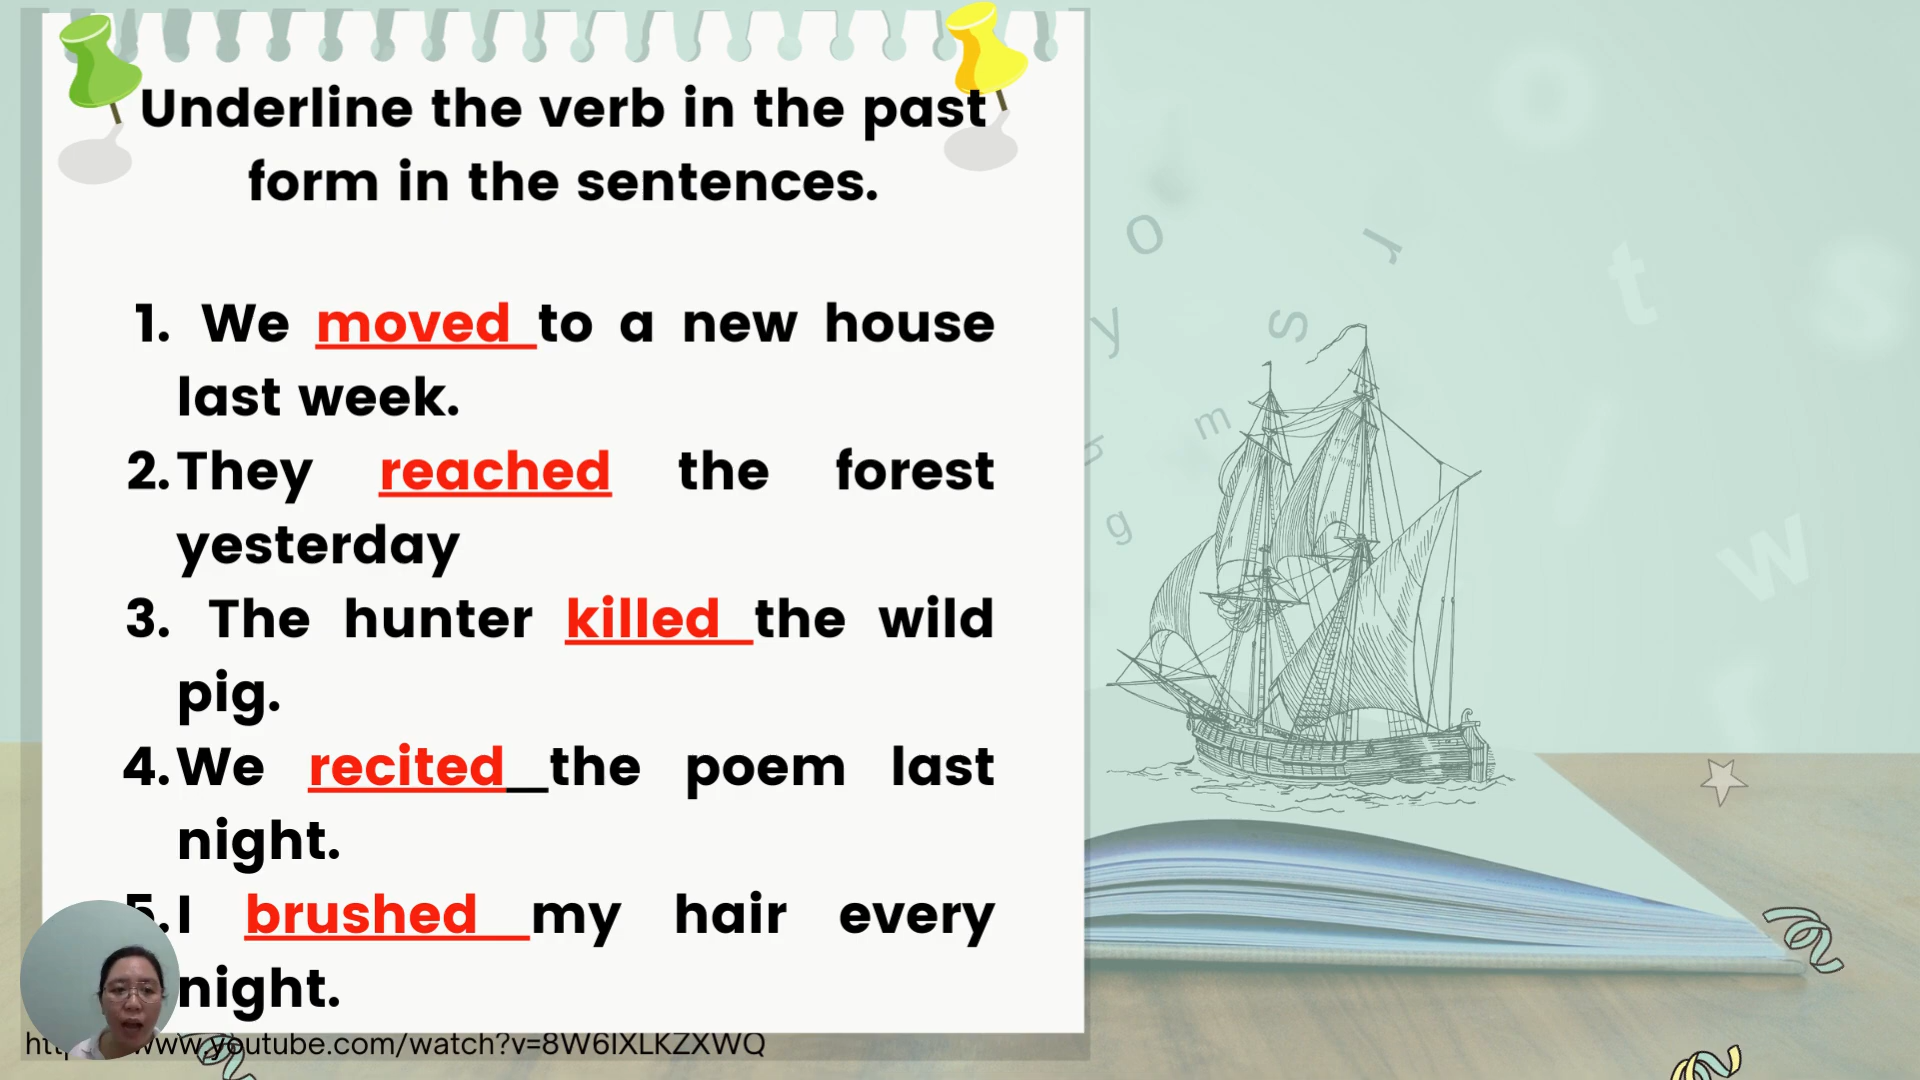 Underline the verb in the past
form in the sentences.
1. We moved to a new house
last week.
2. They reached the forest
yesterday
3. The hunter killed the wild
pig.
4. We recited the poem last
night.
5. I brushed my hair every
night.
www.youtube.com/watch?v=8W6IXLKZXWQ
o
r
y
s
m
g
t
w